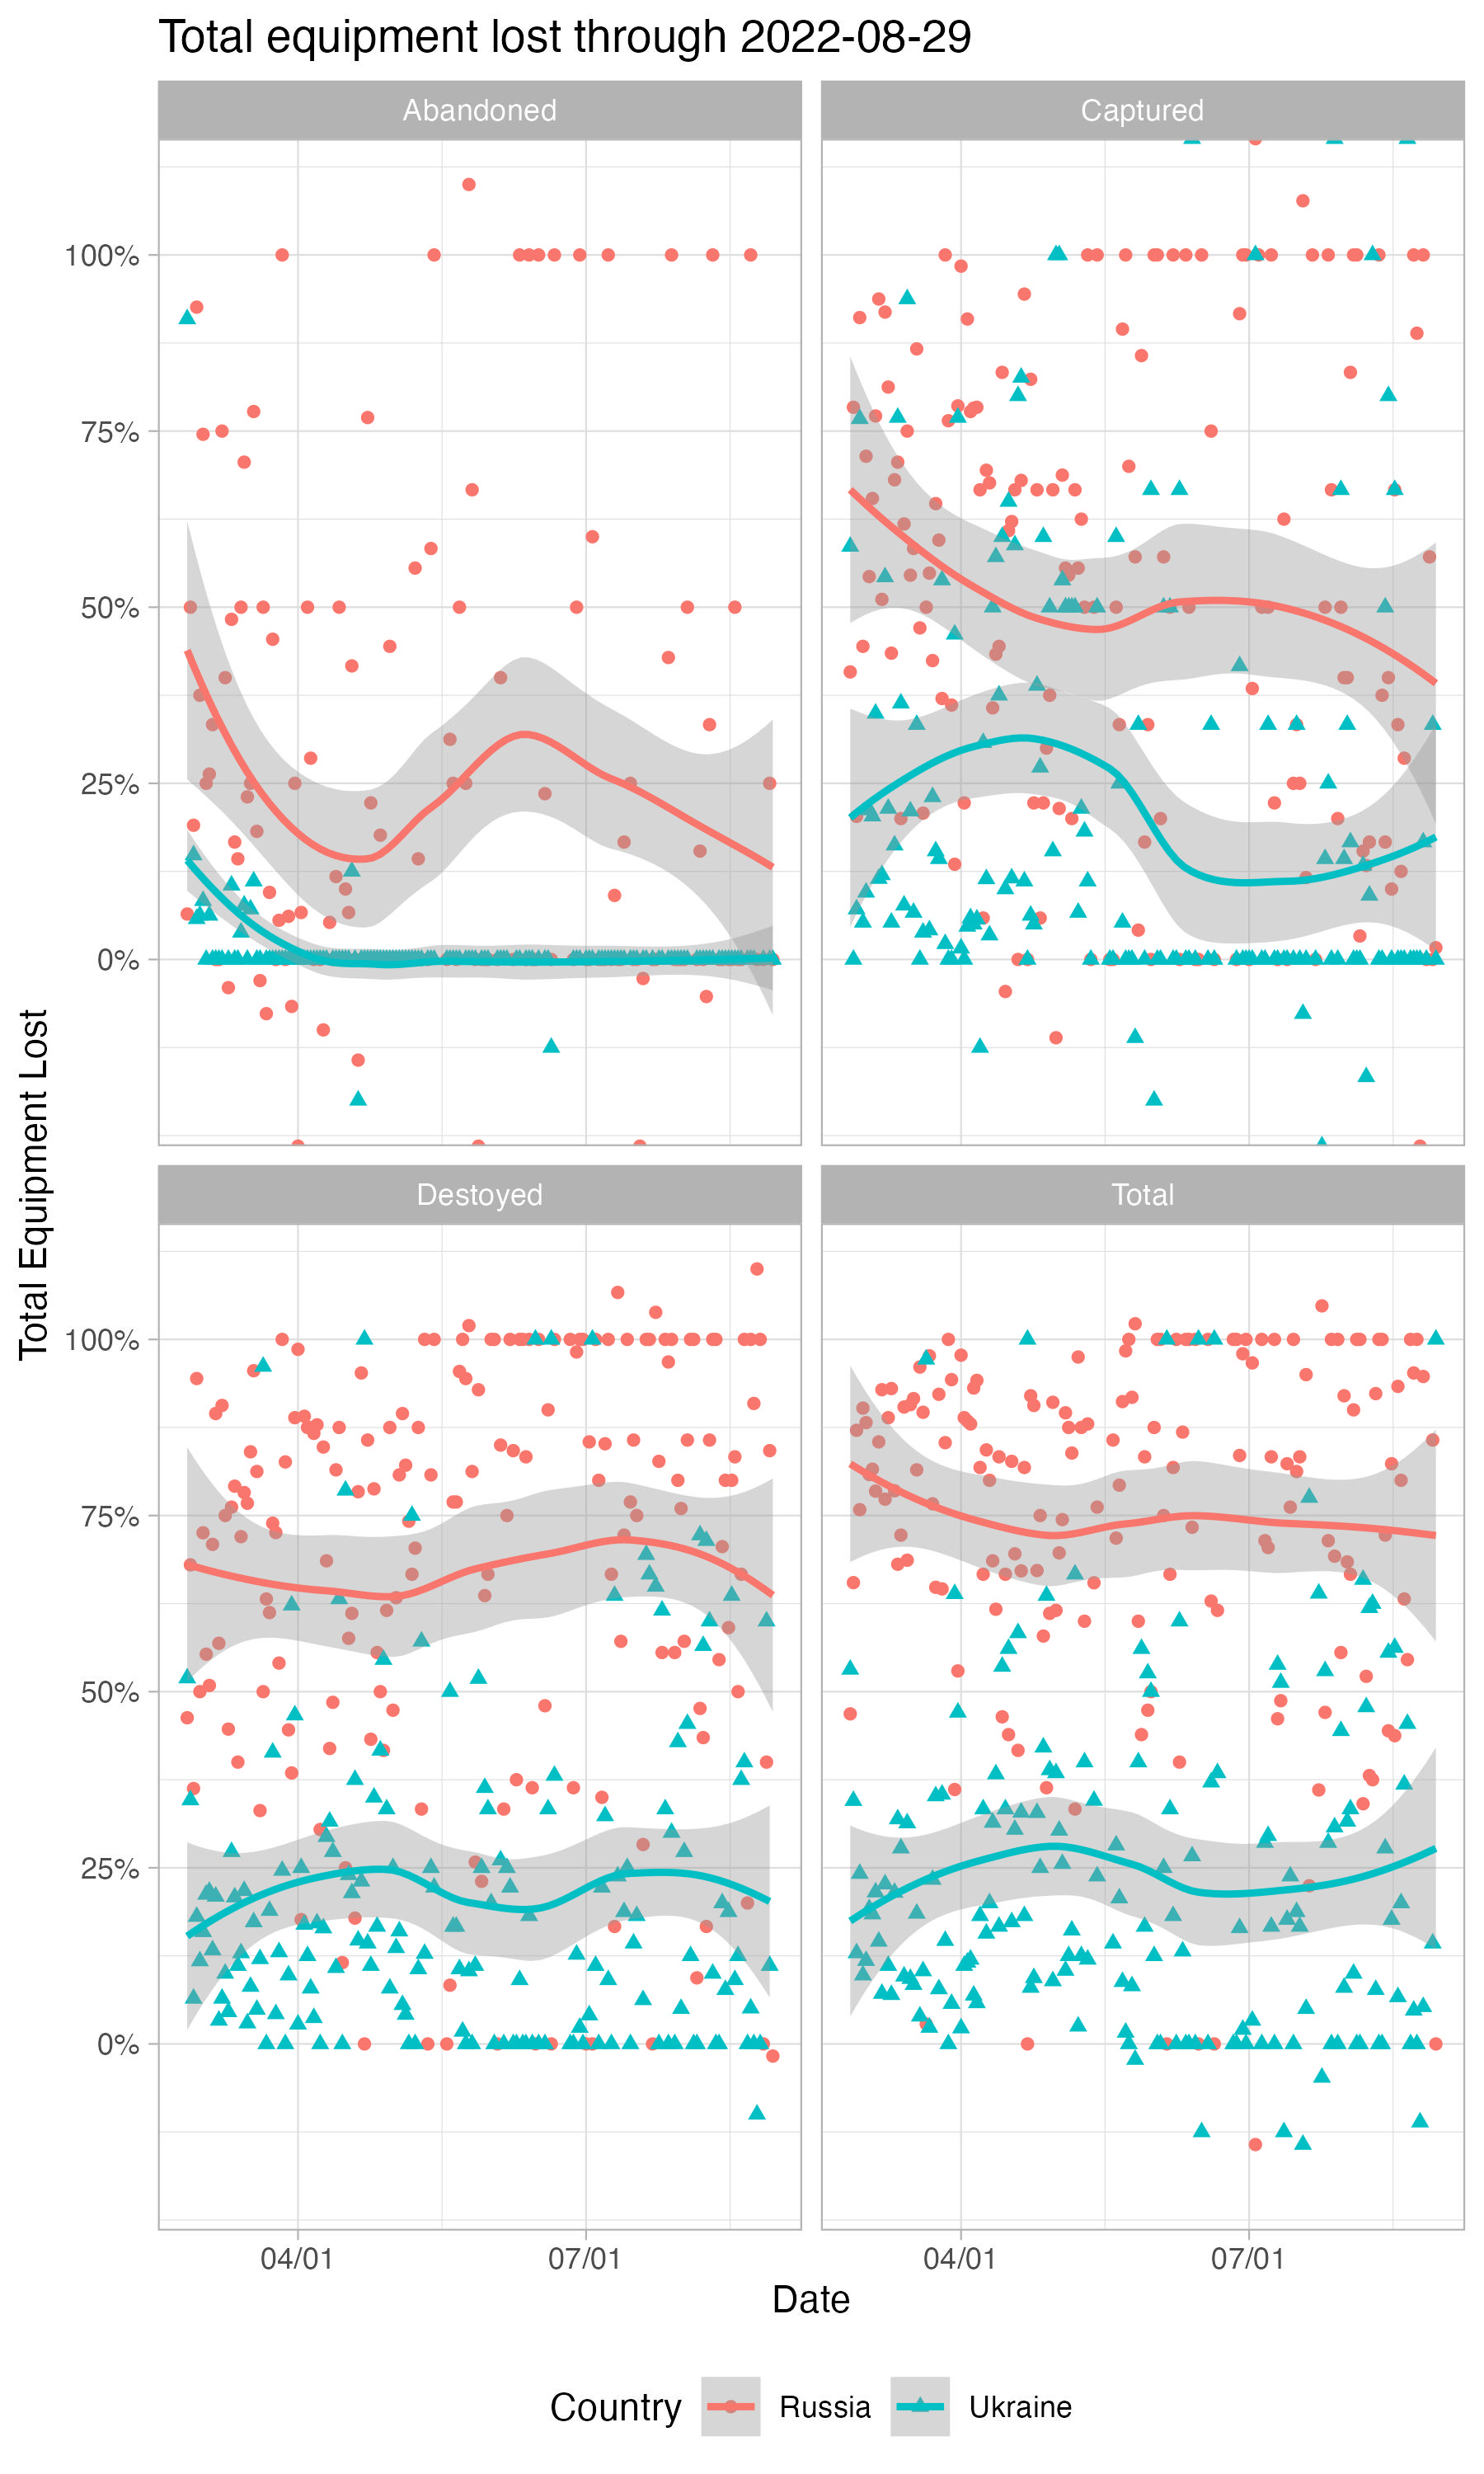 Total equipment lost through 2022-08-29
Abandoned
Captured
100%
75%
50%
25%
0%
Destoyed
Total
100%
75%
50%
25%
0%
Total Equipment Lost
04/01
07/01
04/01
07/01
Date
Country
Russia
Ukraine